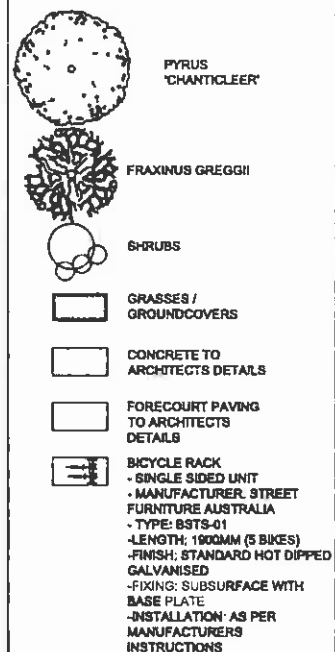 PYRUS
'CHANTICLEER'
FRAXINUS GREGGII
SHRUBS
GRASSES /
GROUNDCOVERS
CONCRETE TO
ARCHITECTS DETAILS
FORECOURT PAVING
TO ARCHITECTS
DETAILS
BICYCLE RACK
- SINGLE SIDED UNIT
- MANUFACTURER. STREET
FURNITURE AUSTRALIA
- TYPE: BSTS-01
-LENGTH; 1900MM (5 BIKES)
-FINISH; STANDARD HOT DIPPED
GALVANISED
-FIXING: SUBSURFACE WITH
BASE PLATE
-INSTALLATION: AS PER
MANUFACTURERS
INSTRUCTIONS